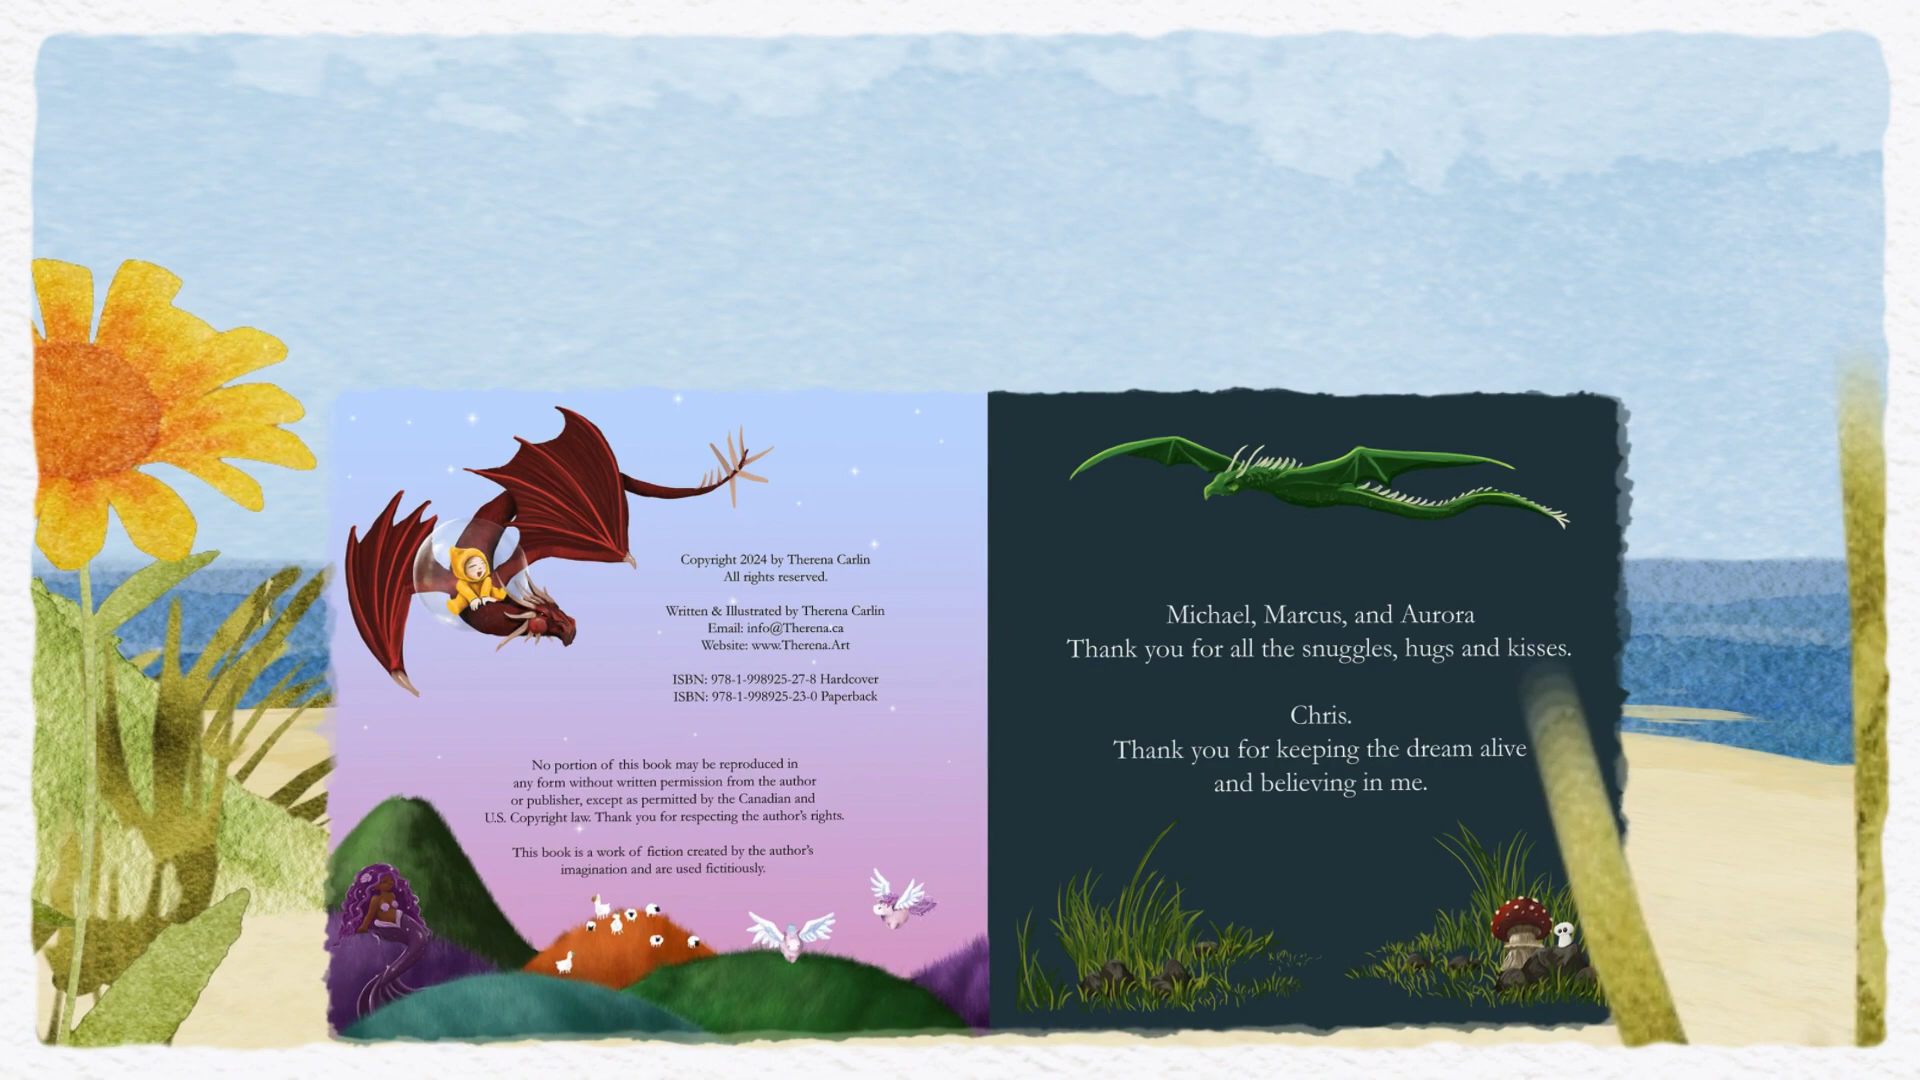 Copyright 2024 by Therena Carlin
All rights reserved.
Written & Illustrated by Therena Carlin
Email: info@Therena.ca
Website: www.Therena.Art
ISBN: 978-1-998925-27-8 Hardcover
ISBN: 978-1-998925-23-0 Paperback
No portion of this book may be reproduced in
any form without written permission from the author
or publisher, except as permitted by the Canadian and
U.S. Copyright law. Thank you for respecting the author's rights.
This book is a work of fiction created by the author's
imagination and are used fictitiously.
Michael, Marcus, and Aurora
Thank you for all the snuggles, hugs and kisses.
Chris.
Thank you for keeping the dream alive
and believing in me.